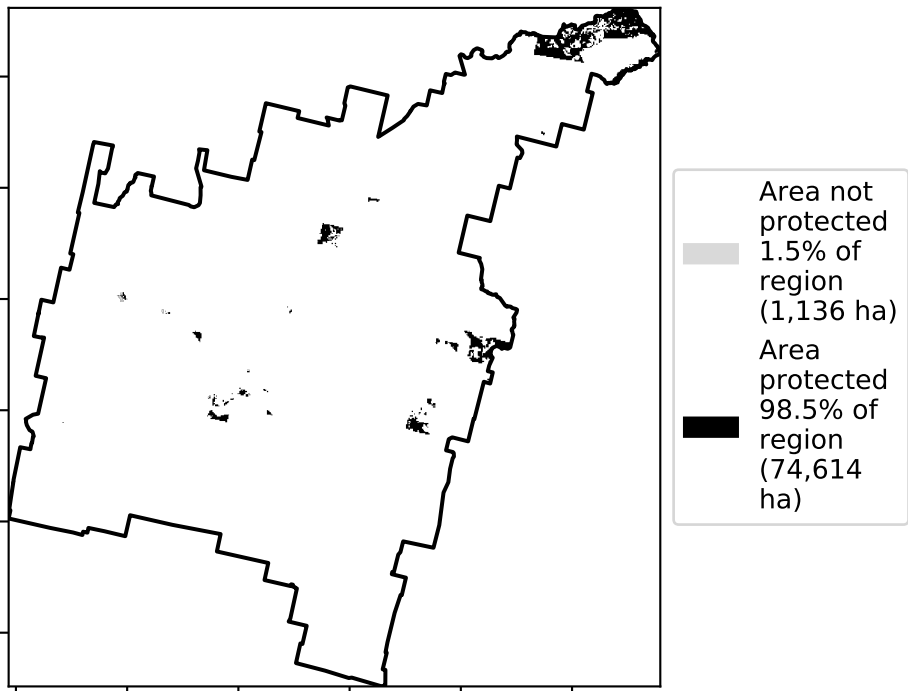 Area not
protected
1.5% of
region
(1,136 ha)
Area
protected
98.5% of
region
(74,614
ha)